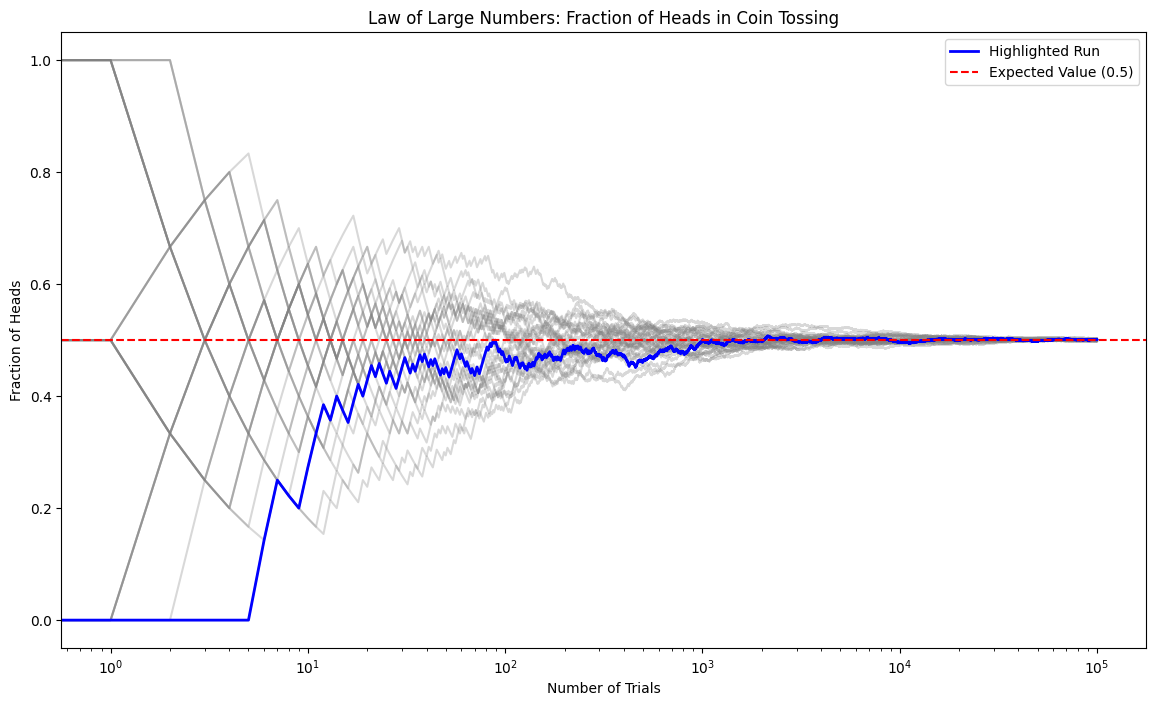 Law of Large Numbers: Fraction of Heads in Coin Tossing
Highlighted Run
Expected Value (0.5)
Fraction of Heads
1.0
0.8
0.6
0.4
0.2
0.0
10⁰
10¹
10²
10³
10⁴
10⁵
Number of Trials